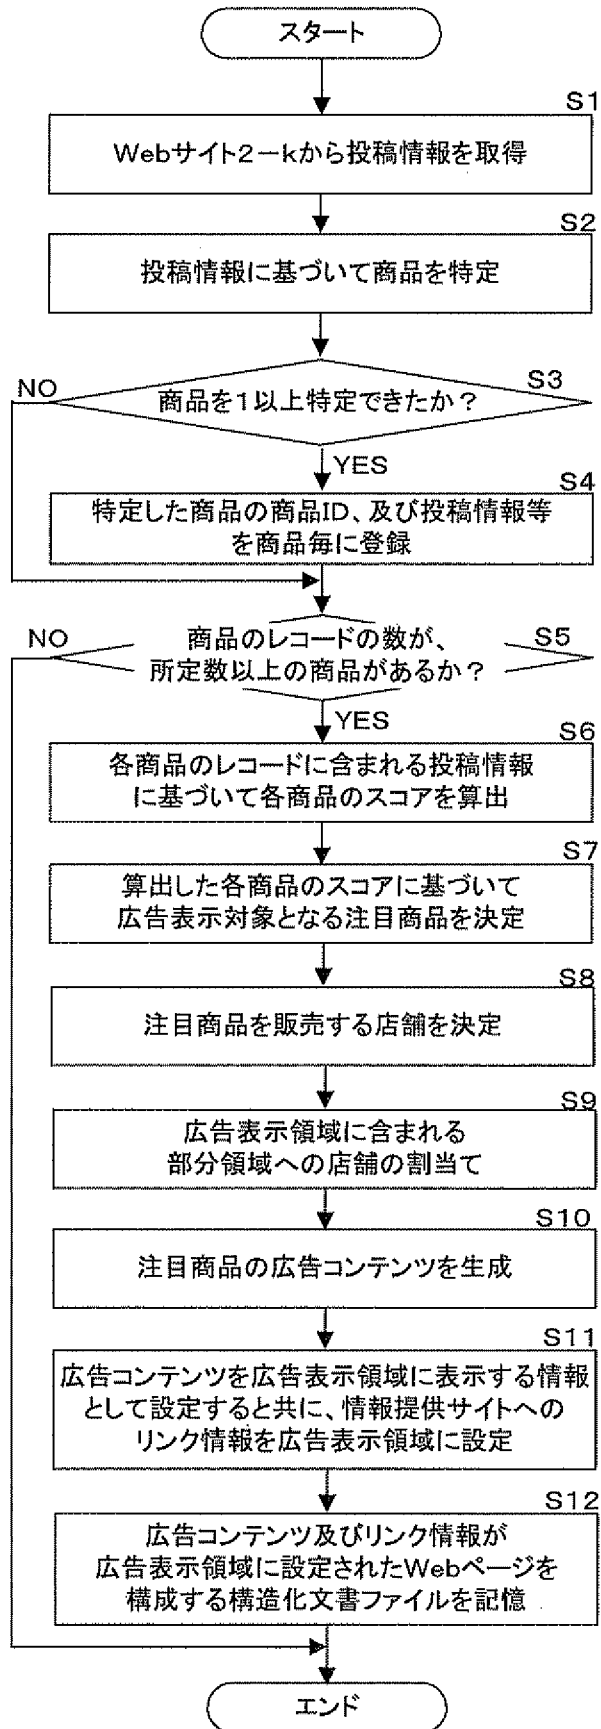 スタート
S1
Webサイト2－kから投稿情報を取得
S2
投稿情報に基づいて商品を特定
NO
S3
商品を1以上特定できたか？
YES
S4
特定した商品の商品ID、及び投稿情報等
を商品毎に登録
NO
商品のレコードの数が、
S5
所定数以上の商品があるか？
YES
S6
各商品のレコードに含まれる投稿情報
に基づいて各商品のスコアを算出
S7
算出した各商品のスコアに基づいて
広告表示対象となる注目商品を決定
S8
注目商品を販売する店舗を決定
S9
広告表示領域に含まれる
部分領域への店舗の割当て
S10
注目商品の広告コンテンツを生成
S11
広告コンテンツを広告表示領域に表示する情報
として設定すると共に、情報提供サイトへの
リンク情報を広告表示領域に設定
S12
広告コンテンツ及びリンク情報が
広告表示領域に設定されたWebページを
構成する構造化文書ファイルを記憶
エンド